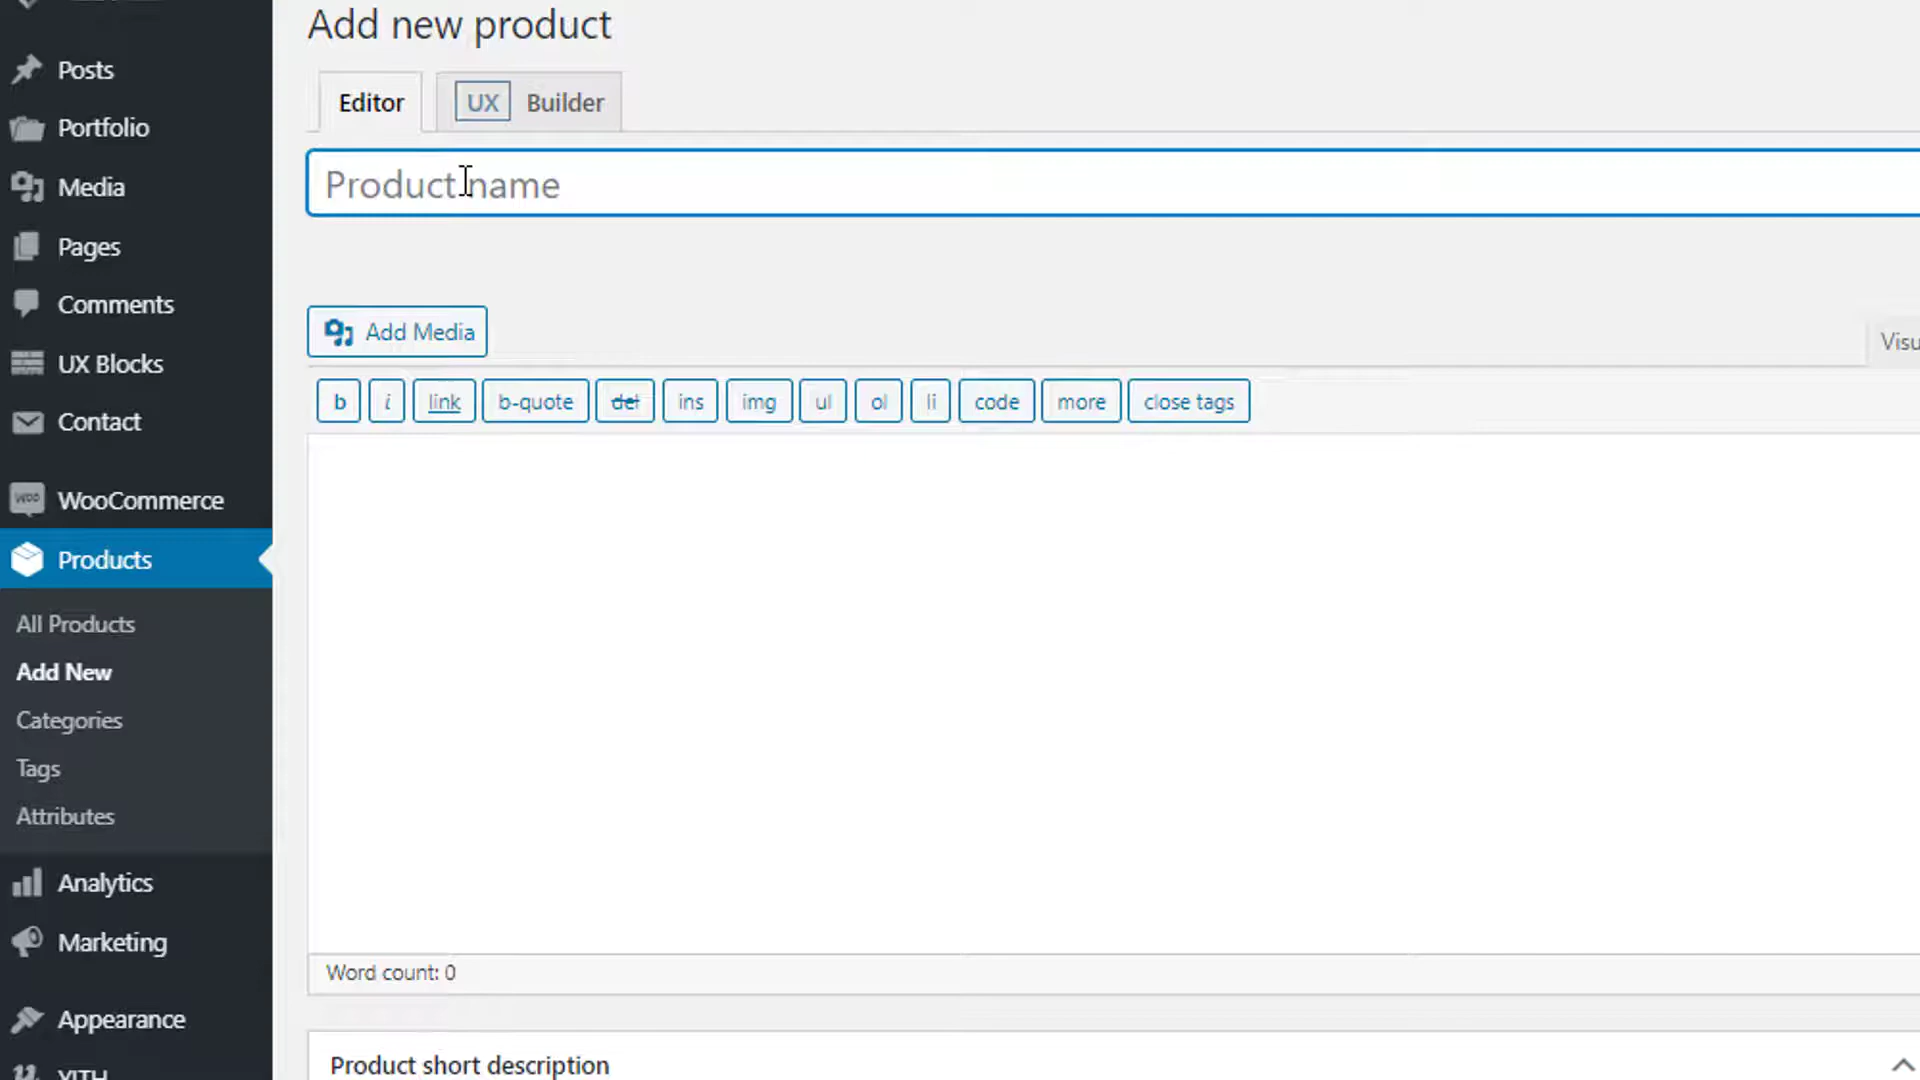 Add new product
Posts
Editor
UX Builder
Portfolio
Product name
Media
Pages
Comments
Add Media
UX Blocks
b i link b-quote del ins img ul ol li code more close tags
Contact
WooCommerce
Products
All Products
Add New
Categories
Tags
Attributes
Analytics
Marketing
Word count: 0
Appearance
Product short description
YITH